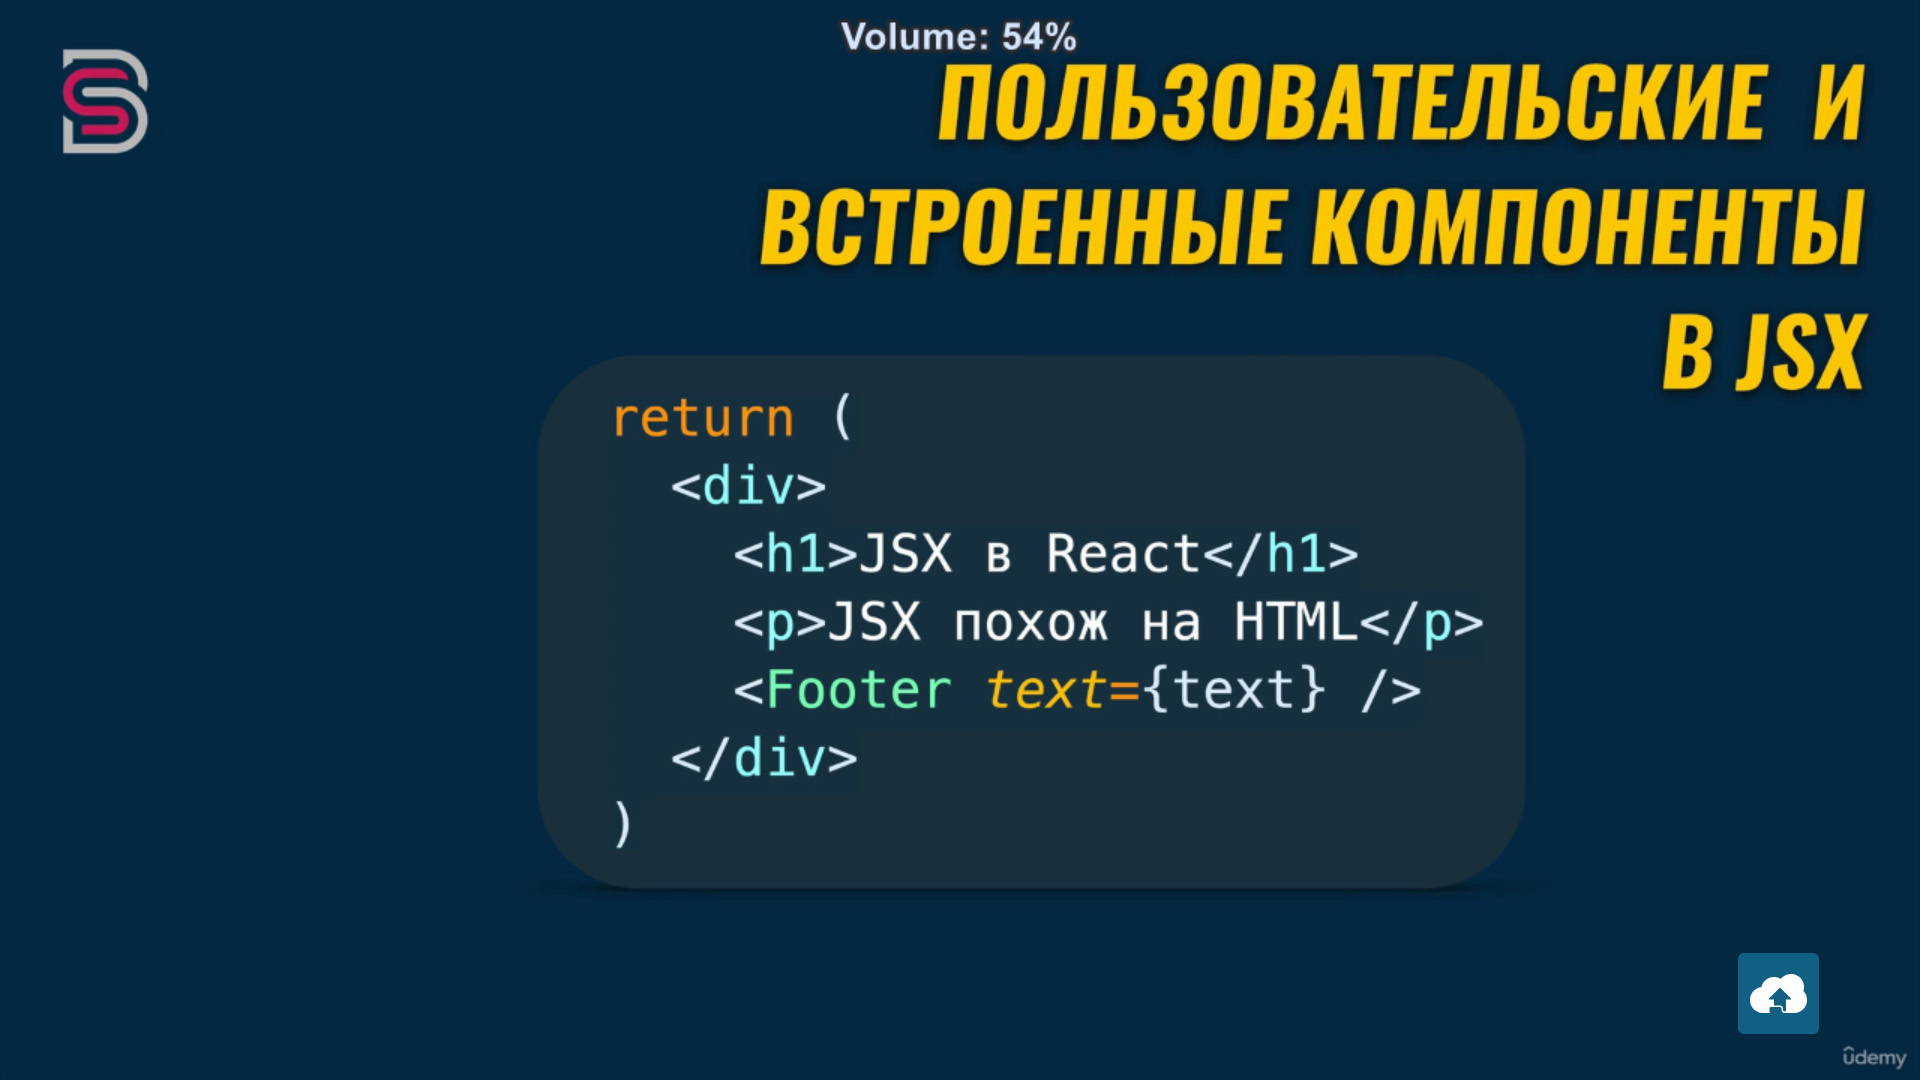 Volume: 54%
ПОЛЬЗОВАТЕЛЬСКИЕ И
ВСТРОЕННЫЕ КОМПОНЕНТЫ
В JSX
return (
<div>
<h1>JSX в React</h1>
<p>JSX похож на HTML</p>
<Footer text={text} />
</div>
)
ûdemy